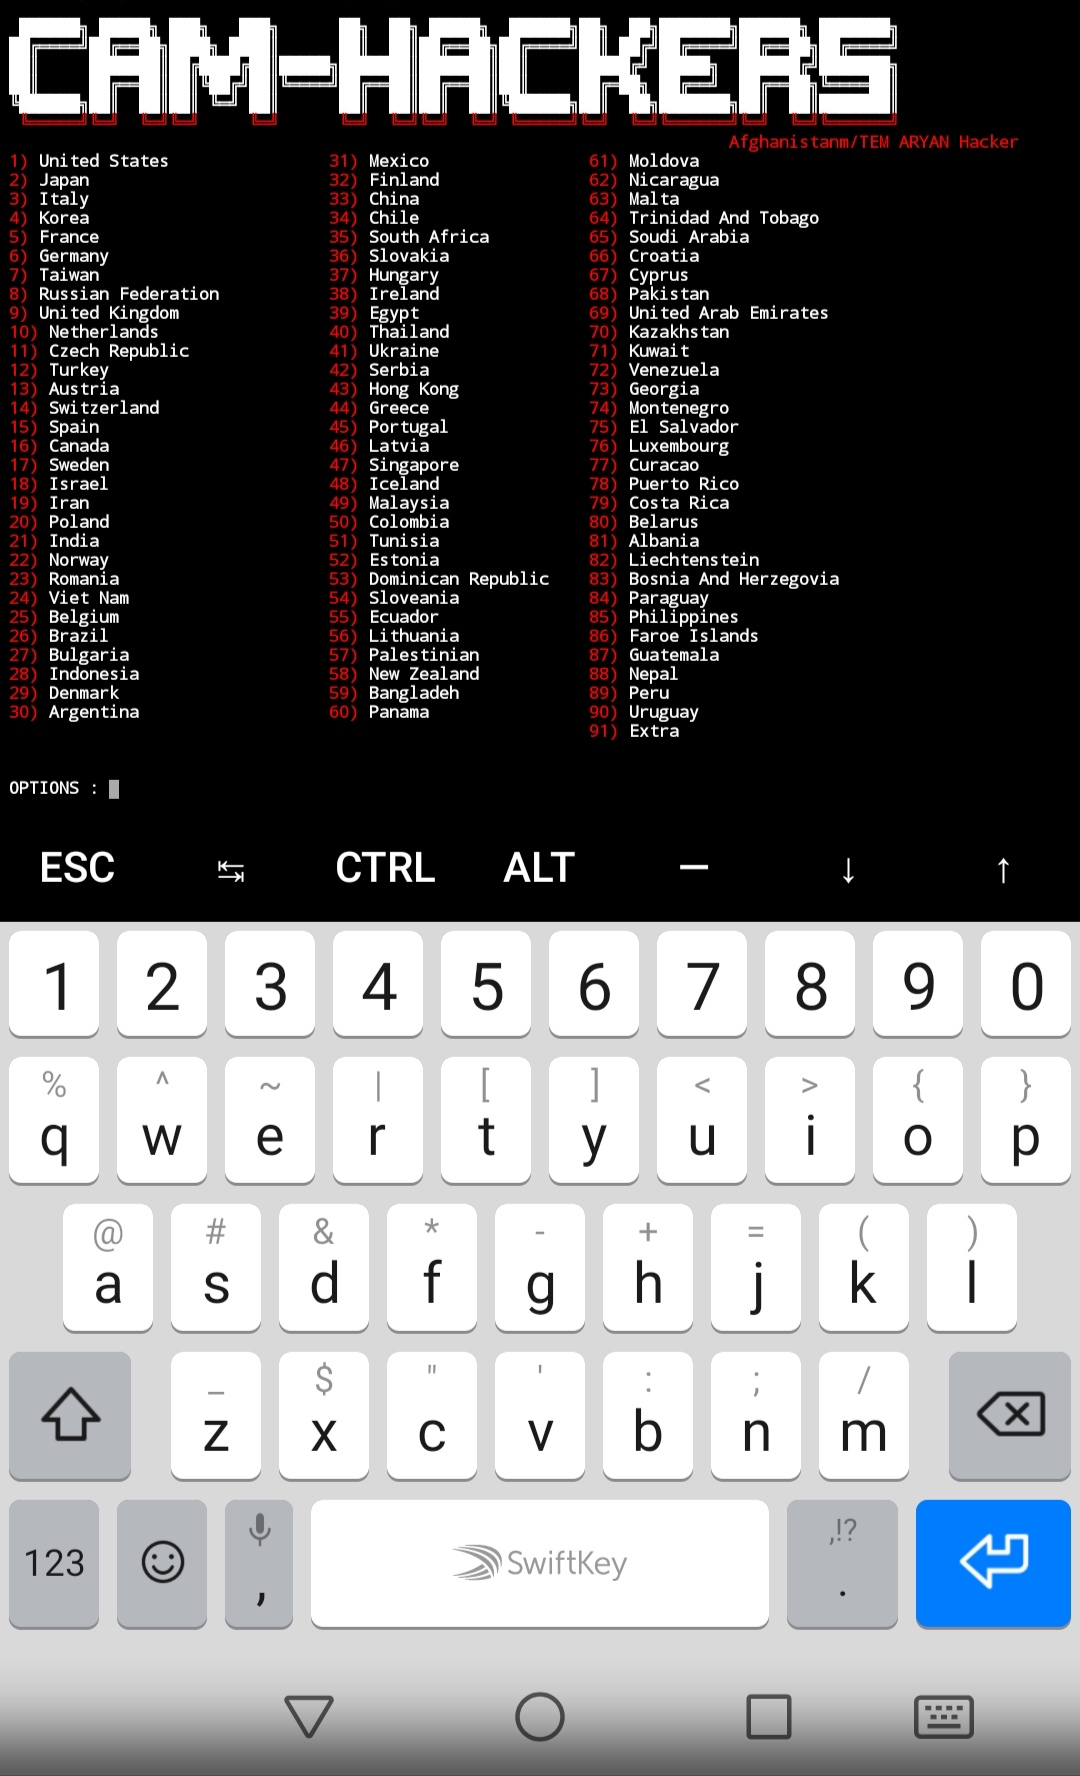 CAM-HACKERS
Afghanistanm/TEM ARYAN Hacker
1) United States 31) Mexico 61) Moldova
2) Japan 32) Finland 62) Nicaragua
3) Italy 33) China 63) Malta
4) Korea 34) Chile 64) Trinidad And Tobago
5) France 35) South Africa 65) Soudi Arabia
6) Germany 36) Slovakia 66) Croatia
7) Taiwan 37) Hungary 67) Cyprus
8) Russian Federation 38) Ireland 68) Pakistan
9) United Kingdom 39) Egypt 69) United Arab Emirates
10) Netherlands 40) Thailand 70) Kazakhstan
11) Czech Republic 41) Ukraine 71) Kuwait
12) Turkey 42) Serbia 72) Venezuela
13) Austria 43) Hong Kong 73) Georgia
14) Switzerland 44) Greece 74) Montenegro
15) Spain 45) Portugal 75) El Salvador
16) Canada 46) Latvia 76) Luxembourg
17) Sweden 47) Singapore 77) Curacao
18) Israel 48) Iceland 78) Puerto Rico
19) Iran 49) Malaysia 79) Costa Rica
20) Poland 50) Colombia 80) Belarus
21) India 51) Tunisia 81) Albania
22) Norway 52) Estonia 82) Liechtenstein
23) Romania 53) Dominican Republic 83) Bosnia And Herzegovia
24) Viet Nam 54) Sloveania 84) Paraguay
25) Belgium 55) Ecuador 85) Philippines
26) Brazil 56) Lithuania 86) Faroe Islands
27) Bulgaria 57) Palestinian 87) Guatemala
28) Indonesia 58) New Zealand 88) Nepal
29) Denmark 59) Bangladeh 89) Peru
30) Argentina 60) Panama 90) Uruguay
91) Extra
OPTIONS :
ESC ↹ CTRL ALT — ↓ ↑
1 2 3 4 5 6 7 8 9 0
% ^ ~ | [ ] < > { }
q w e r t y u i o p
@ # & * - + = ( )
a s d f g h j k l
_ $ " ' : ; /
z x c v b n m
,!?
123 , SwiftKey .